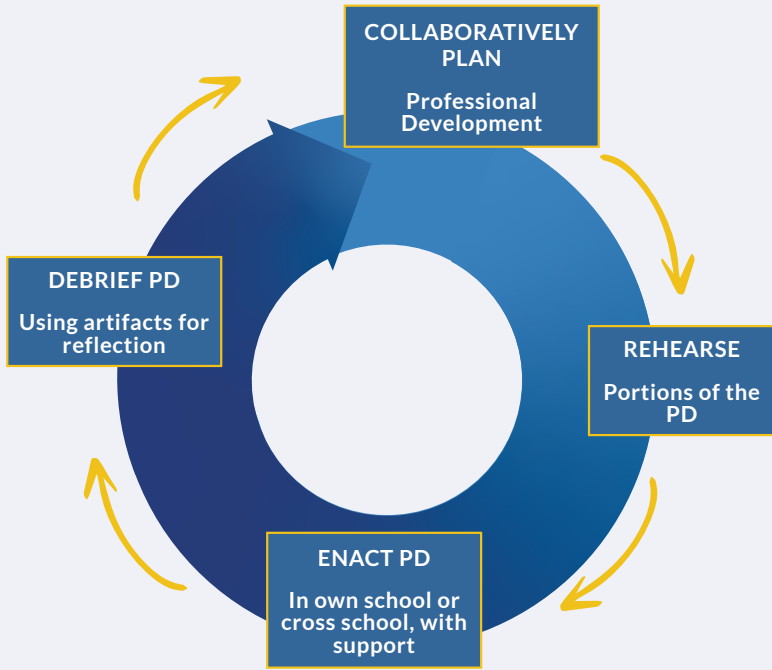 COLLABORATIVELY
PLAN
Professional
Development
REHEARSE
Portions of the
PD
ENACT PD
In own school or
cross school, with
support
DEBRIEF PD
Using artifacts for
reflection